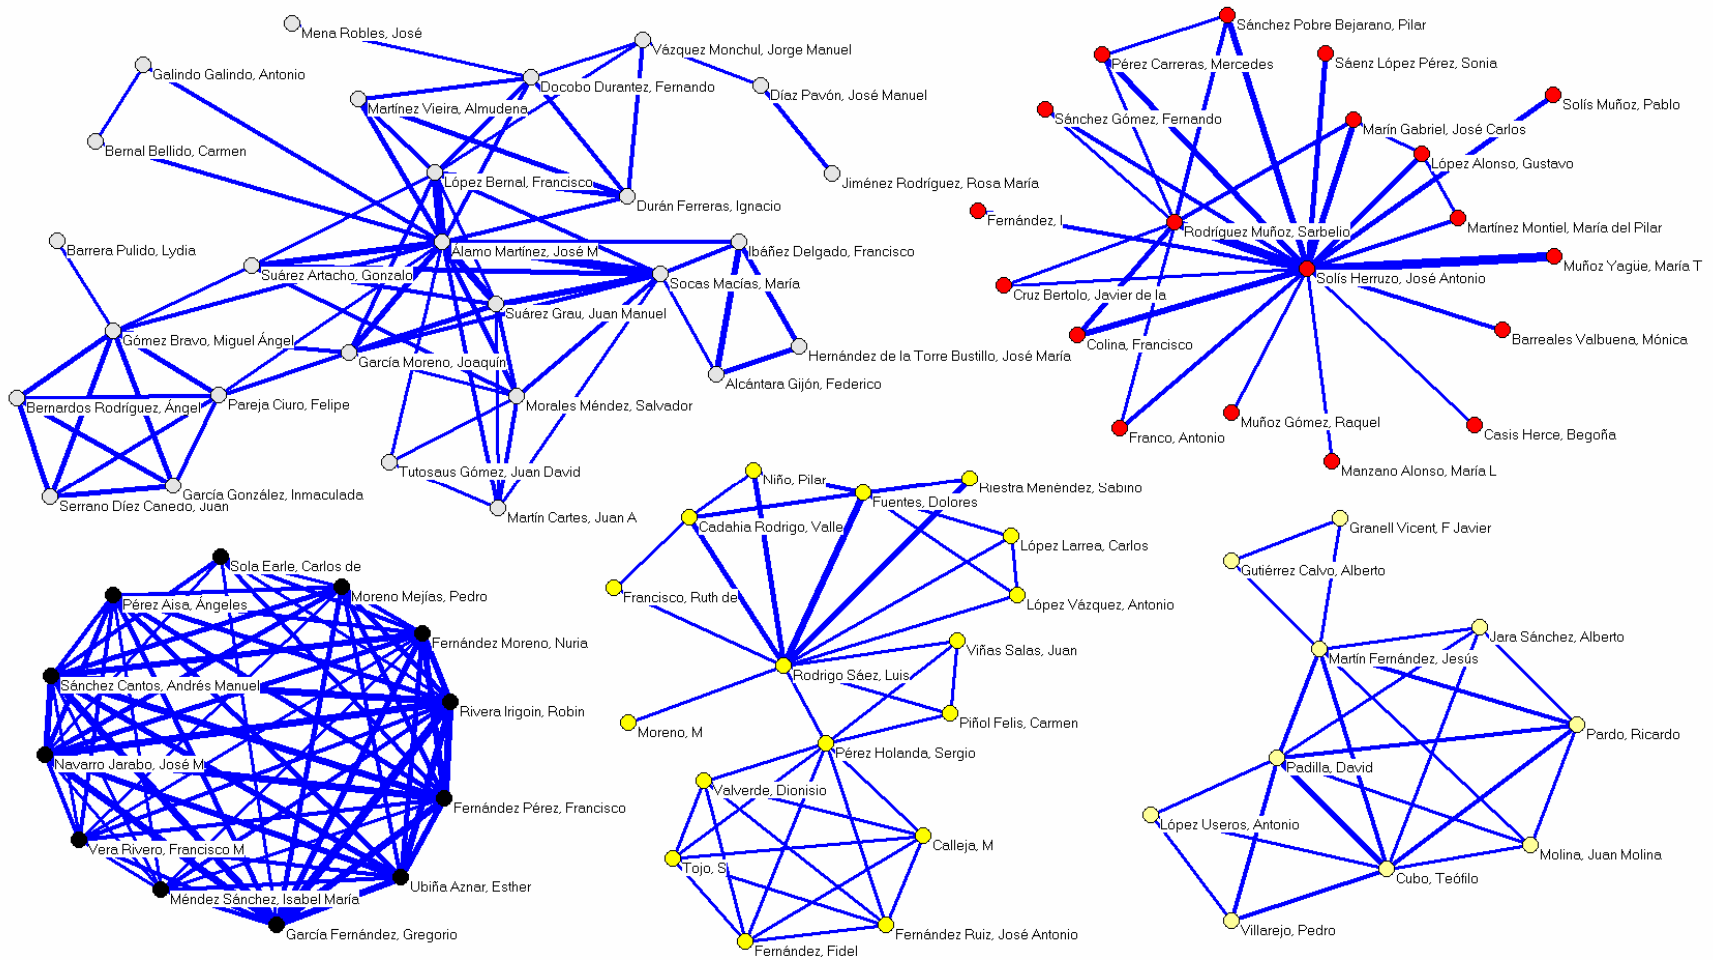 Mena Robles, José
Vázquez Monchul, Jorge Manuel
Galindo Galindo, Antonio
Docobo Durantez, Fernando
Díaz Pavón, José Manuel
Martínez Vieira, Almudena
Bernal Bellido, Carmen
López Bernal, Francisco
Jiménez Rodríguez, Rosa María
Durán Ferreras, Ignacio
Barrera Pulido, Lydia
Álamo Martínez, José M
Ibáñez Delgado, Francisco
Suárez Artacho, Gonzalo
Socas Macías, María
Suárez Grau, Juan Manuel
Gómez Bravo, Miguel Ángel
García Moreno, Joaquín
Hernández de la Torre Bustillo, José María
Alcántara Gijón, Federico
Bernardos Rodríguez, Ángel
Pareja Ciuro, Felipe
Morales Méndez, Salvador
Tutosaus Gómez, Juan David
García González, Inmaculada
Serrano Díez Canedo, Juan
Martín Cartes, Juan A
Sánchez Pobre Bejarano, Pilar
Pérez Carreras, Mercedes
Sáenz López Pérez, Sonia
Solís Muñoz, Pablo
Sánchez Gómez, Fernando
Marín Gabriel, José Carlos
López Alonso, Gustavo
Fernández, I
Rodríguez Muñoz, Sarbelio
Martínez Montiel, María del Pilar
Muñoz Yagüe, María T
Solís Herruzo, José Antonio
Cruz Bertolo, Javier de la
Colina, Francisco
Barreales Valbuena, Mónica
Muñoz Gómez, Raquel
Franco, Antonio
Casis Herce, Begoña
Manzano Alonso, María L
Niño, Pilar
Riestra Menéndez, Sabino
Fuentes, Dolores
Cadahia Rodrigo, Valle
López Larrea, Carlos
Francisco, Ruth de
López Vázquez, Antonio
Viñas Salas, Juan
Rodrigo Sáez, Luis
Piñol Felis, Carmen
Moreno, M
Pérez Holanda, Sergio
Valverde, Dionisio
Calleja, M
Tojo, S
Fernández Ruiz, José Antonio
Fernández, Fidel
Granell Vicent, F Javier
Gutiérrez Calvo, Alberto
Jara Sánchez, Alberto
Martín Fernández, Jesús
Pardo, Ricardo
Padilla, David
López Useros, Antonio
Molina, Juan Molina
Cubo, Teófilo
Villarejo, Pedro
Sola Earle, Carlos de
Moreno Mejías, Pedro
Pérez Aisa, Ángeles
Fernández Moreno, Nuria
Sánchez Cantos, Andrés Manuel
Rivera Irigoin, Robin
Navarro Jarabo, José M
Fernández Pérez, Francisco
Vera Rivero, Francisco M
Ubiña Aznar, Esther
Méndez Sánchez, Isabel María
García Fernández, Gregorio